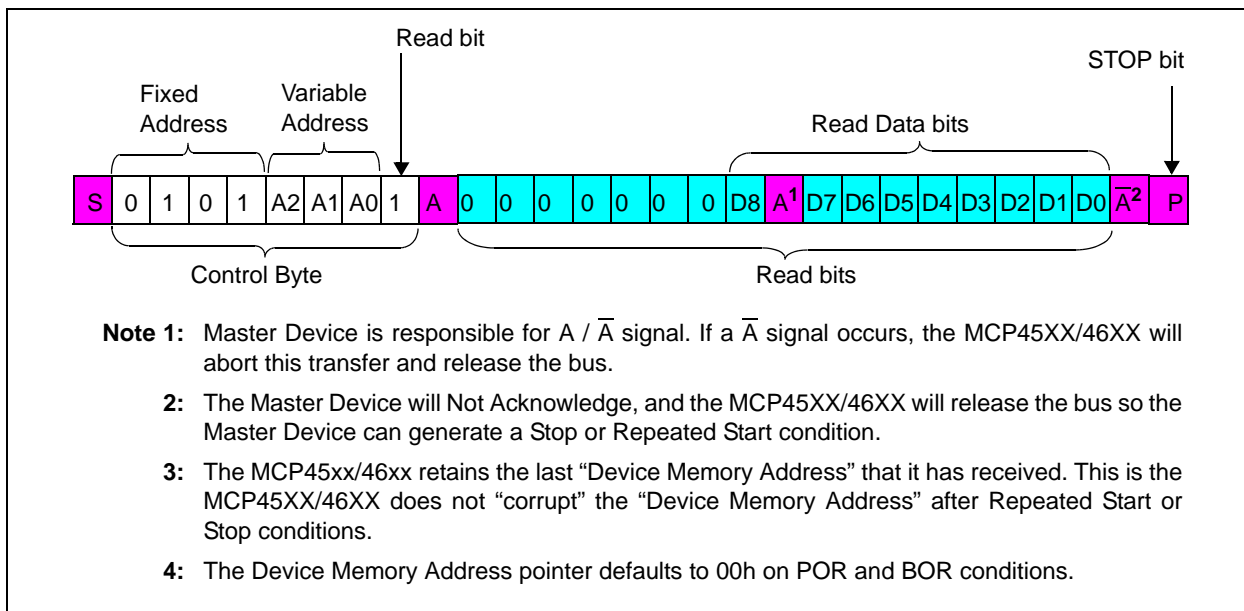 Read bit
STOP bit
Fixed Address
Variable Address
Read Data bits
S 0 1 0 1 A2 A1 A0 1 A 0 0 0 0 0 0 0 D8 A¹ D7 D6 D5 D4 D3 D2 D1 D0 A̅² P
Control Byte
Read bits
Note 1: Master Device is responsible for A / A̅ signal. If a A̅ signal occurs, the MCP45XX/46XX will
abort this transfer and release the bus.
2: The Master Device will Not Acknowledge, and the MCP45XX/46XX will release the bus so the
Master Device can generate a Stop or Repeated Start condition.
3: The MCP45xx/46xx retains the last “Device Memory Address” that it has received. This is the
MCP45XX/46XX does not “corrupt” the “Device Memory Address” after Repeated Start or
Stop conditions.
4: The Device Memory Address pointer defaults to 00h on POR and BOR conditions.